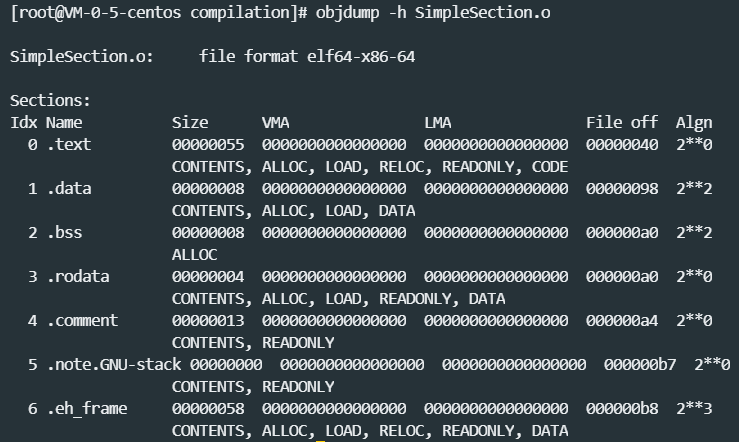 [root@VM-0-5-centos compilation]# objdump -h SimpleSection.o
SimpleSection.o:     file format elf64-x86-64
Sections:
Idx Name          Size      VMA               LMA               File off  Algn
  0 .text         00000055  0000000000000000  0000000000000000  00000040  2**0
                  CONTENTS, ALLOC, LOAD, RELOC, READONLY, CODE
  1 .data         00000008  0000000000000000  0000000000000000  00000098  2**2
                  CONTENTS, ALLOC, LOAD, DATA
  2 .bss          00000008  0000000000000000  0000000000000000  000000a0  2**2
                  ALLOC
  3 .rodata       00000004  0000000000000000  0000000000000000  000000a0  2**0
                  CONTENTS, ALLOC, LOAD, READONLY, DATA
  4 .comment      00000013  0000000000000000  0000000000000000  000000a4  2**0
                  CONTENTS, READONLY
  5 .note.GNU-stack 00000000  0000000000000000  0000000000000000  000000b7  2**0
                  CONTENTS, READONLY
  6 .eh_frame     00000058  0000000000000000  0000000000000000  000000b8  2**3
                  CONTENTS, ALLOC, LOAD, RELOC, READONLY, DATA